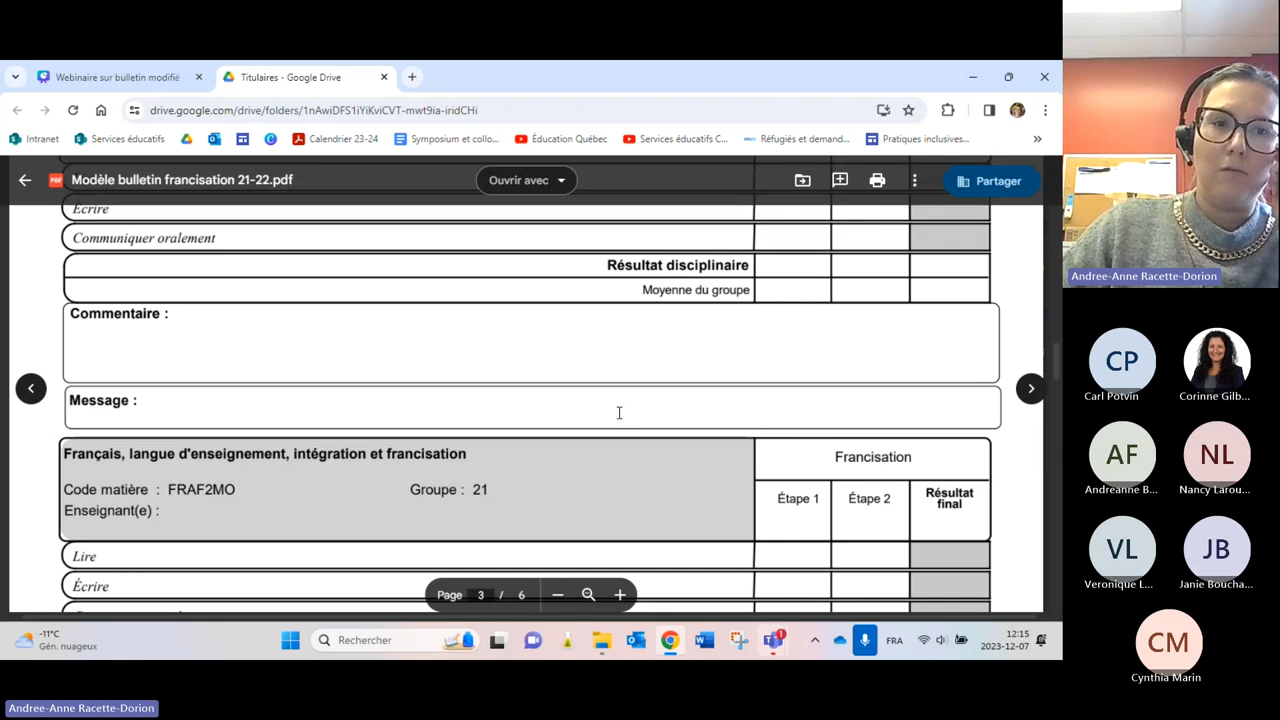 Webinaire sur bulletin modifié
Titulaires - Google Drive
drive.google.com/drive/folders/1nAwiDFS1iYiKviCVT-mwt9ia-iridCHi
Intranet
Services éducatifs
Calendrier 23-24
Symposium et collo...
Éducation Québec
Services éducatifs C...
Réfugiés et demand...
Pratiques inclusives...
PDF
Modèle bulletin francisation 21-22.pdf
Ouvrir avec
Partager
Écrire
Communiquer oralement
Résultat disciplinaire
Moyenne du groupe
Commentaire :
Message :
Français, langue d'enseignement, intégration et francisation
Francisation
Code matière : FRAF2MO
Groupe : 21
Enseignant(e) :
Étape 1
Étape 2
Résultat
final
Lire
Écrire
Page 3 / 6
-11°C
Gén. nuageux
Rechercher
1
FRA
12:15
2023-12-07
Andree-Anne Racette-Dorion
CP
Carl Potvin
Corinne Gilb...
AF
Andreanne B...
NL
Nancy Larou...
VL
Veronique L...
JB
Janie Boucha...
CM
Cynthia Marin
Andree-Anne Racette-Dorion